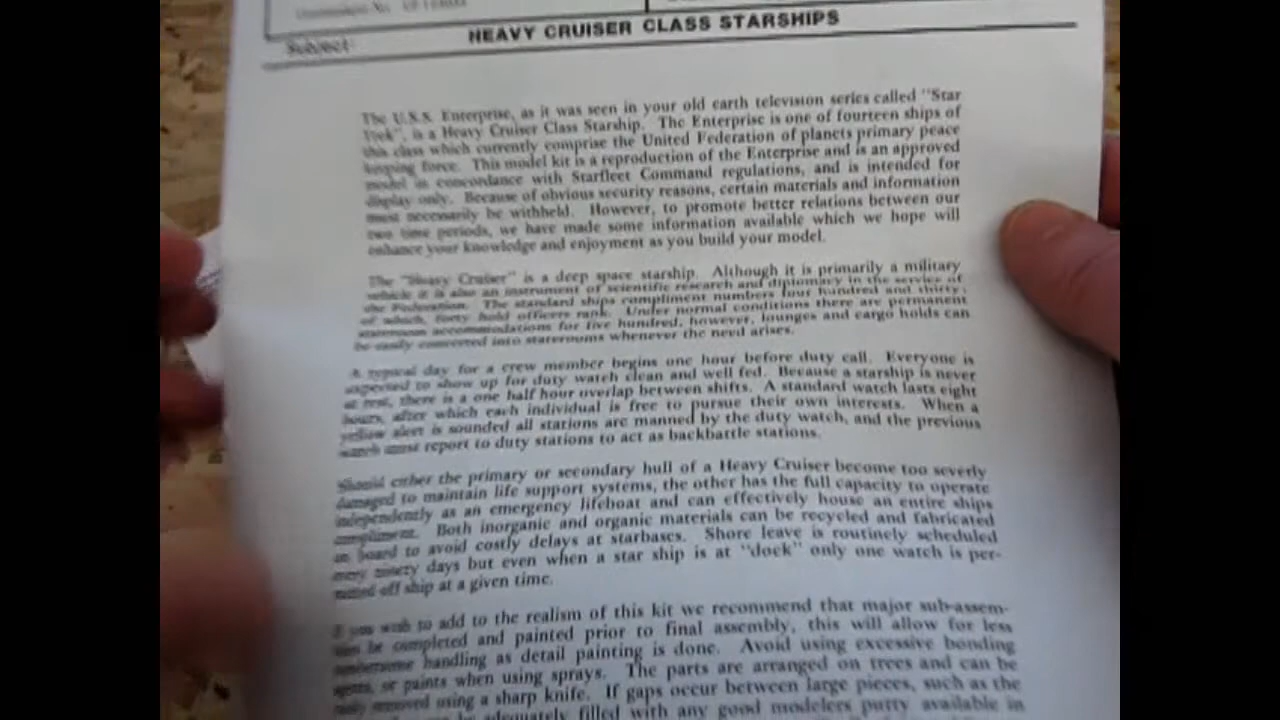 Subject:
HEAVY CRUISER CLASS STARSHIPS
The U.S.S. Enterprise, as it was seen in your old earth television series called "Star
Trek", is a Heavy Cruiser Class Starship. The Enterprise is one of fourteen ships of
this class which currently comprise the United Federation of planets primary peace
keeping force. This model kit is a reproduction of the Enterprise and is an approved
model in concordance with Starfleet Command regulations, and is intended for
display only. Because of obvious security reasons, certain materials and information
must necessarily be withheld. However, to promote better relations between our
two time periods, we have made some information available which we hope will
enhance your knowledge and enjoyment as you build your model.
The "Heavy Cruiser" is a deep space starship. Although it is primarily a military
vehicle it is also an instrument of scientific research and diplomacy in the service of
the Federation. The standard ships compliment numbers four hundred and thirty,
of which, forty hold officers rank. Under normal conditions there are permanent
stateroom accommodations for five hundred, however, lounges and cargo holds can
be easily converted into staterooms whenever the need arises.
A typical day for a crew member begins one hour before duty call. Everyone is
expected to show up for duty watch clean and well fed. Because a starship is never
at rest, there is a one half hour overlap between shifts. A standard watch lasts eight
hours, after which each individual is free to pursue their own interests. When a
yellow alert is sounded all stations are manned by the duty watch, and the previous
watch must report to duty stations to act as backbattle stations.
Should either the primary or secondary hull of a Heavy Cruiser become too severly
damaged to maintain life support systems, the other has the full capacity to operate
independently as an emergency lifeboat and can effectively house an entire ships
compliment. Both inorganic and organic materials can be recycled and fabricated
on board to avoid costly delays at starbases. Shore leave is routinely scheduled
every ninety days but even when a star ship is at "dock" only one watch is per-
mitted off ship at a given time.
If you wish to add to the realism of this kit we recommend that major sub-assem-
be completed and painted prior to final assembly, this will allow for less
handling as detail painting is done. Avoid using excessive bonding
agents, or paints when using sprays. The parts are arranged on trees and can be
easily removed using a sharp knife. If gaps occur between large pieces, such as the
be adequately filled with any good modelers putty available in